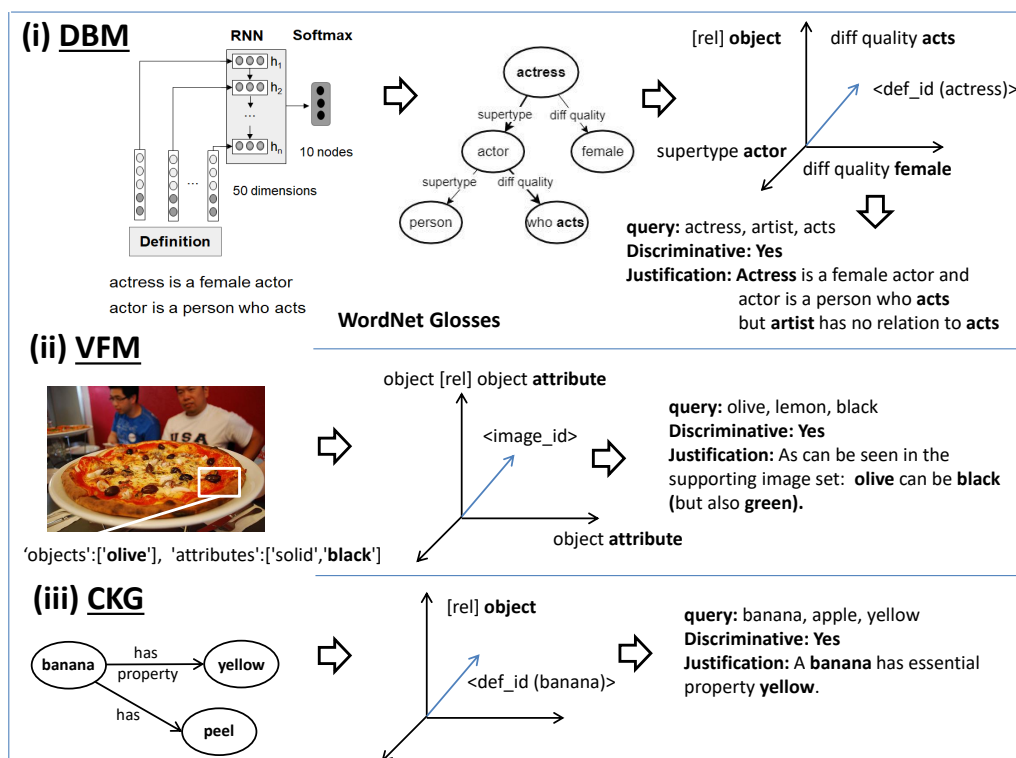 (i) DBM
RNN
Softmax
h1
h2
...
hn
10 nodes
...
50 dimensions
Definition
actress is a female actor
actor is a person who acts
actress
supertype
diff quality
actor
female
supertype
diff quality
person
who acts
WordNet Glosses
[rel] object
diff quality acts
<def_id (actress)>
supertype actor
diff quality female
query: actress, artist, acts
Discriminative: Yes
Justification: Actress is a female actor and
actor is a person who acts
but artist has no relation to acts
(ii) VFM
USA
'objects':['olive'], 'attributes':['solid','black']
object [rel] object attribute
<image_id>
object attribute
query: olive, lemon, black
Discriminative: Yes
Justification: As can be seen in the
supporting image set: olive can be black
(but also green).
(iii) CKG
banana
has
property
yellow
has
peel
[rel] object
<def_id (banana)>
query: banana, apple, yellow
Discriminative: Yes
Justification: A banana has essential
property yellow.